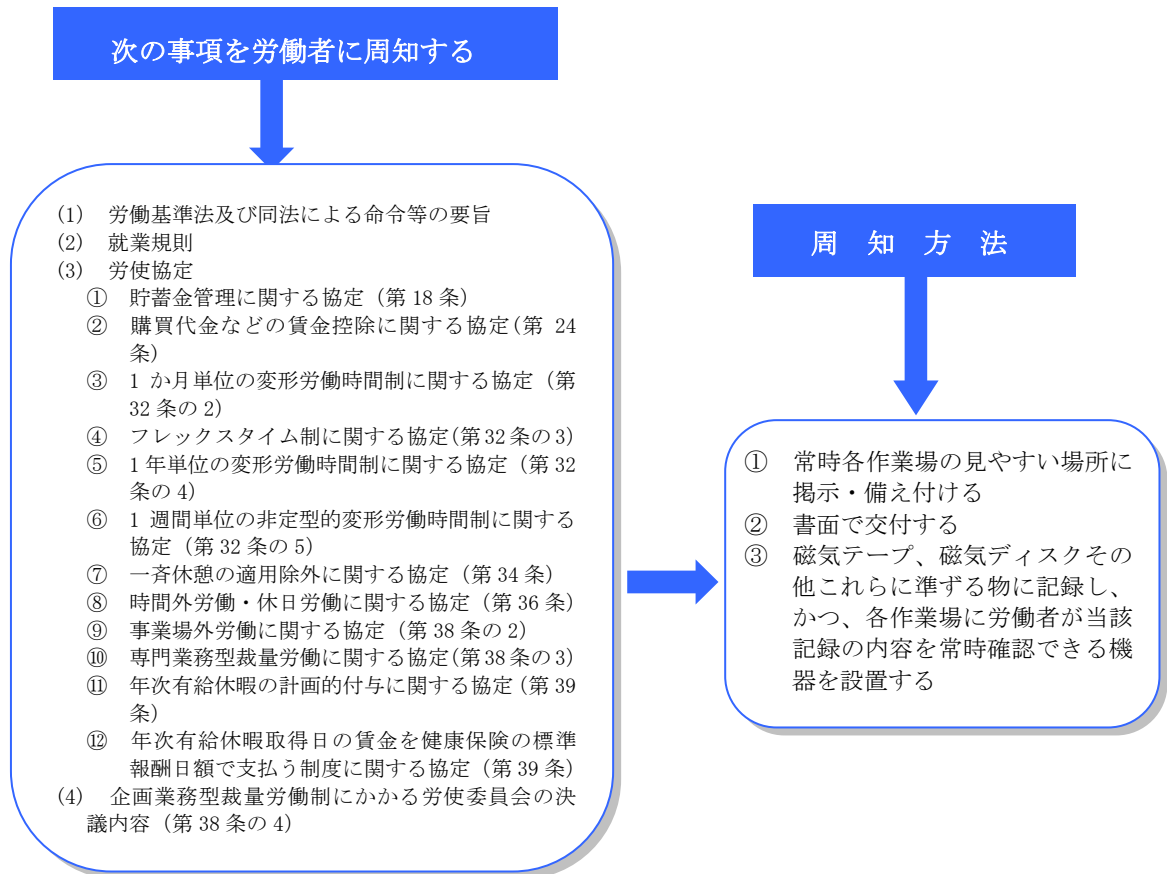 次の事項を労働者に周知する
(1) 労働基準法及び同法による命令等の要旨
(2) 就業規則
(3) 労使協定
① 貯蓄金管理に関する協定（第 18 条）
② 購買代金などの賃金控除に関する協定(第 24
条)
③ 1 か月単位の変形労働時間制に関する協定（第
32 条の 2）
④ フレックスタイム制に関する協定(第 32 条の 3)
⑤ 1 年単位の変形労働時間制に関する協定（第 32
条の 4）
⑥ 1 週間単位の非定型的変形労働時間制に関する
協定（第 32 条の 5）
⑦ 一斉休憩の適用除外に関する協定（第 34 条）
⑧ 時間外労働・休日労働に関する協定（第 36 条）
⑨ 事業場外労働に関する協定（第 38 条の 2）
⑩ 専門業務型裁量労働に関する協定(第 38 条の 3)
⑪ 年次有給休暇の計画的付与に関する協定（第 39
条）
⑫ 年次有給休暇取得日の賃金を健康保険の標準
報酬日額で支払う制度に関する協定（第 39 条）
(4) 企画業務型裁量労働制にかかる労使委員会の決
議内容（第 38 条の 4）
周 知 方 法
① 常時各作業場の見やすい場所に
掲示・備え付ける
② 書面で交付する
③ 磁気テープ、磁気ディスクその
他これらに準ずる物に記録し、
かつ、各作業場に労働者が当該
記録の内容を常時確認できる機
器を設置する